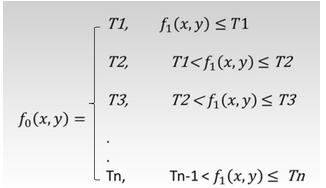 T1, f₁(x,y) ≤ T1
T2, T1<f₁(x,y) ≤ T2
T3, T2<f₁(x,y) ≤ T3
f₀(x,y) =
.
.
Tn, Tn-1<f₁(x,y) ≤ Tn